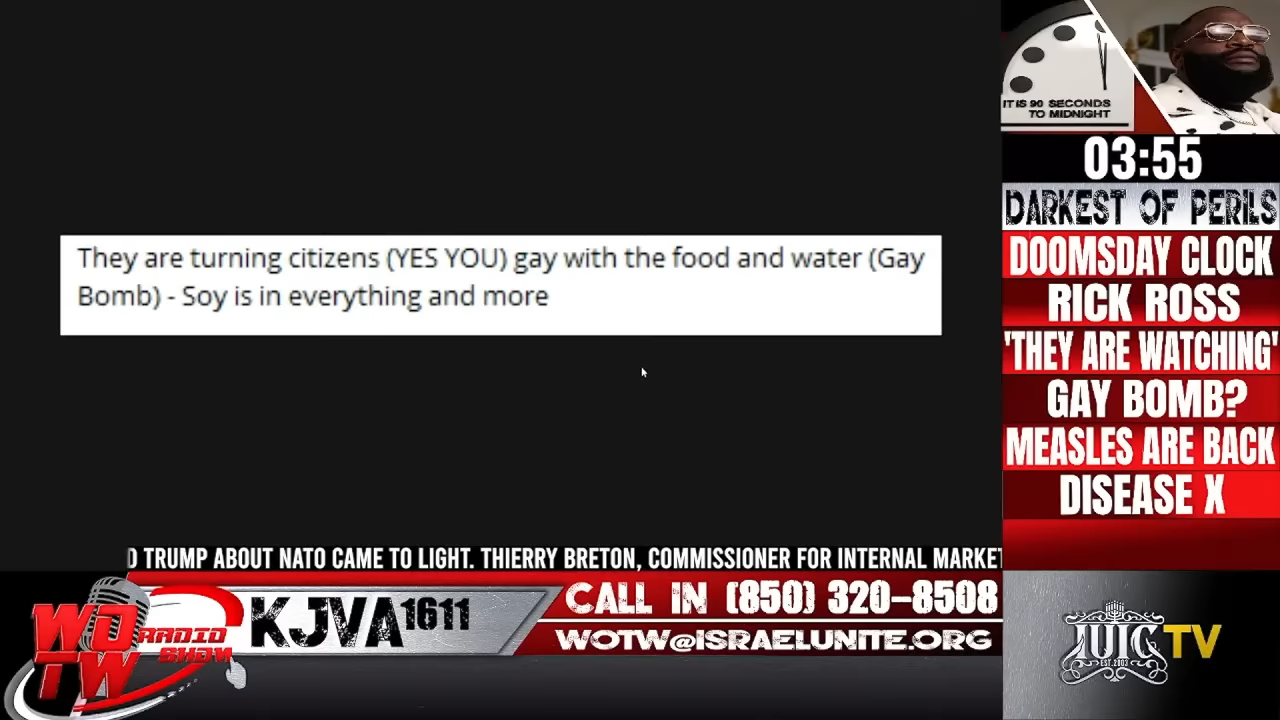 They are turning citizens (YES YOU) gay with the food and water (Gay
Bomb) - Soy is in everything and more
IT IS 90 SECONDS
TO MIDNIGHT
03:55
DARKEST OF PERILS
DOOMSDAY CLOCK
RICK ROSS
'THEY ARE WATCHING'
GAY BOMB?
MEASLES ARE BACK
DISEASE X
D TRUMP ABOUT NATO CAME TO LIGHT. THIERRY BRETON, COMMISSIONER FOR INTERNAL MARKET
WOTW
RADIO
SHOW
KJVA1611
CALL IN (850) 320-8508
WOTW@ISRAELUNITE.ORG
IUIC TV
EST. 2003